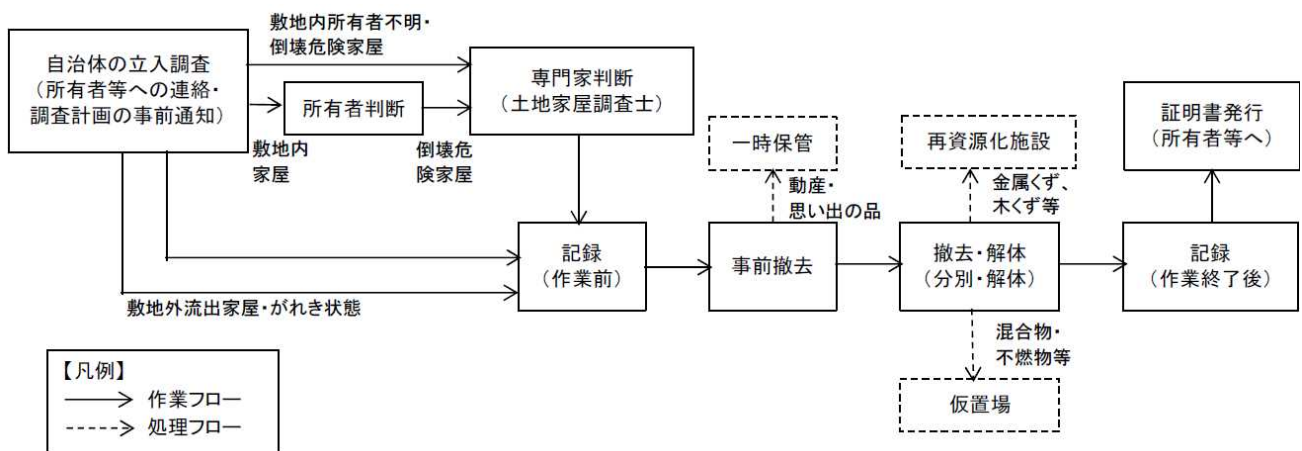 敷地内所有者不明・
倒壊危険家屋
自治体の立入調査
（所有者等への連絡・
調査計画の事前通知）
所有者判断
敷地内
家屋
倒壊危
険家屋
専門家判断
（土地家屋調査士）
一時保管
動産・
思い出の品
再資源化施設
金属くず、
木くず等
証明書発行
（所有者等へ）
記録
（作業前）
事前撤去
撤去・解体
（分別・解体）
記録
（作業終了後）
敷地外流出家屋・がれき状態
混合物・
不燃物等
仮置場
【凡例】
作業フロー
処理フロー